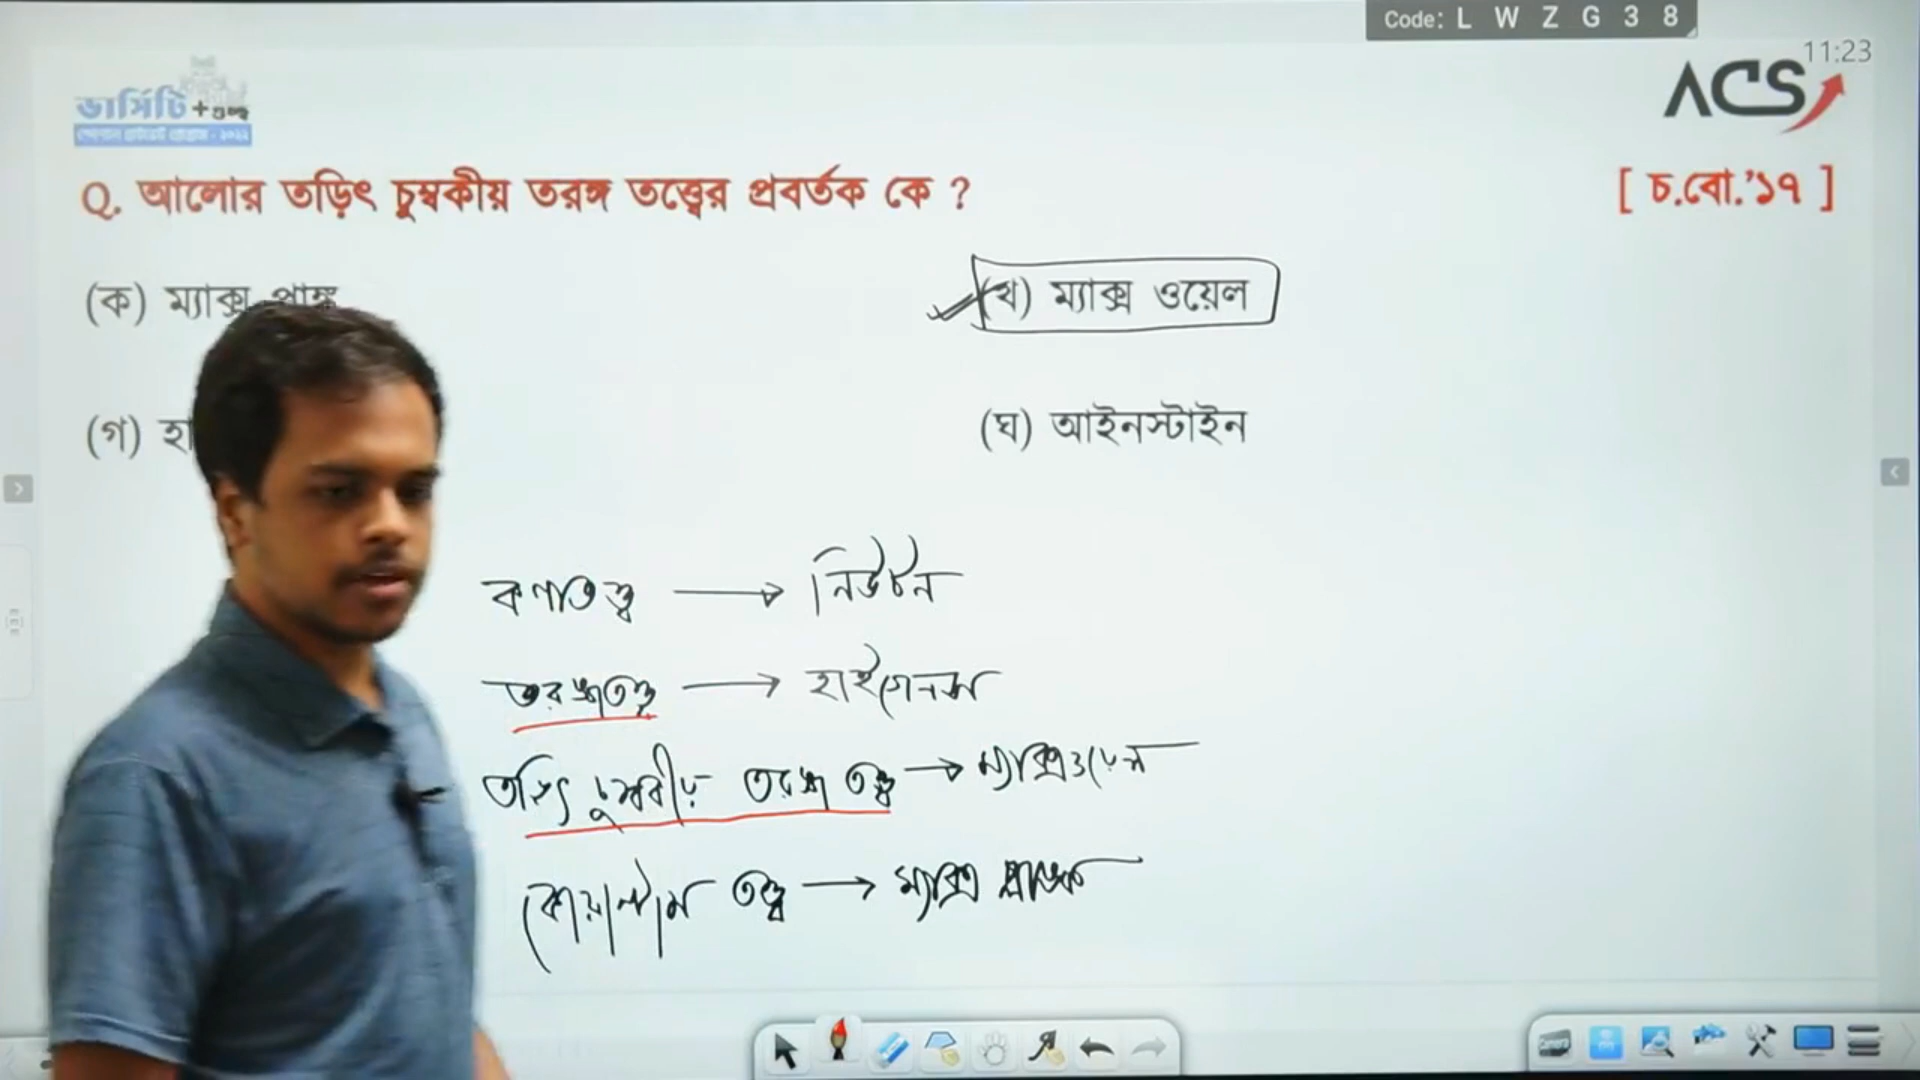 Code: L W Z G 3 8
11:23
ভার্সিটি +
ACS
Q. আলোর তড়িৎ চুম্বকীয় তরঙ্গ তত্ত্বের প্রবর্তক কে ?
[ চ.বো.'১৭ ]
(ক) ম্যাক্স প্লাঙ্ক
(খ) ম্যাক্স ওয়েল
(গ) হা
(ঘ) আইনস্টাইন
কণাতত্ত্ব → নিউটন
তরঙ্গতত্ত্ব → হাইগেনস
তড়িৎ চুম্বকীয় তরঙ্গ তত্ত্ব → ম্যাক্সওয়েল
কোয়ান্টাম তত্ত্ব → ম্যাক্স প্লাঙ্ক
Camera